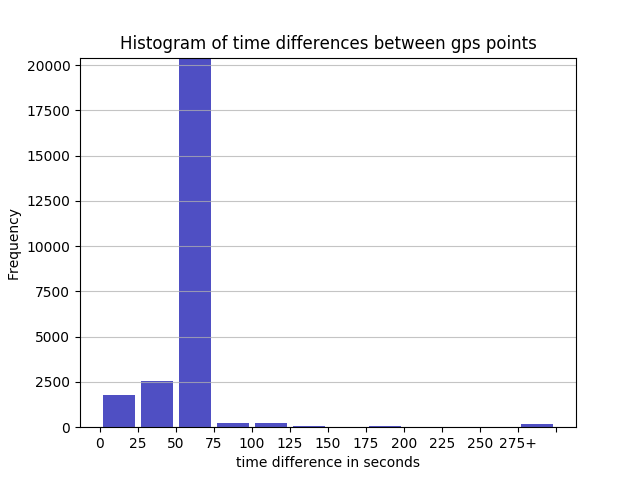 Histogram of time differences between gps points
20000
17500
15000
12500
10000
7500
5000
2500
0
Frequency
0 25 50 75 100 125 150 175 200 225 250 275+
time difference in seconds